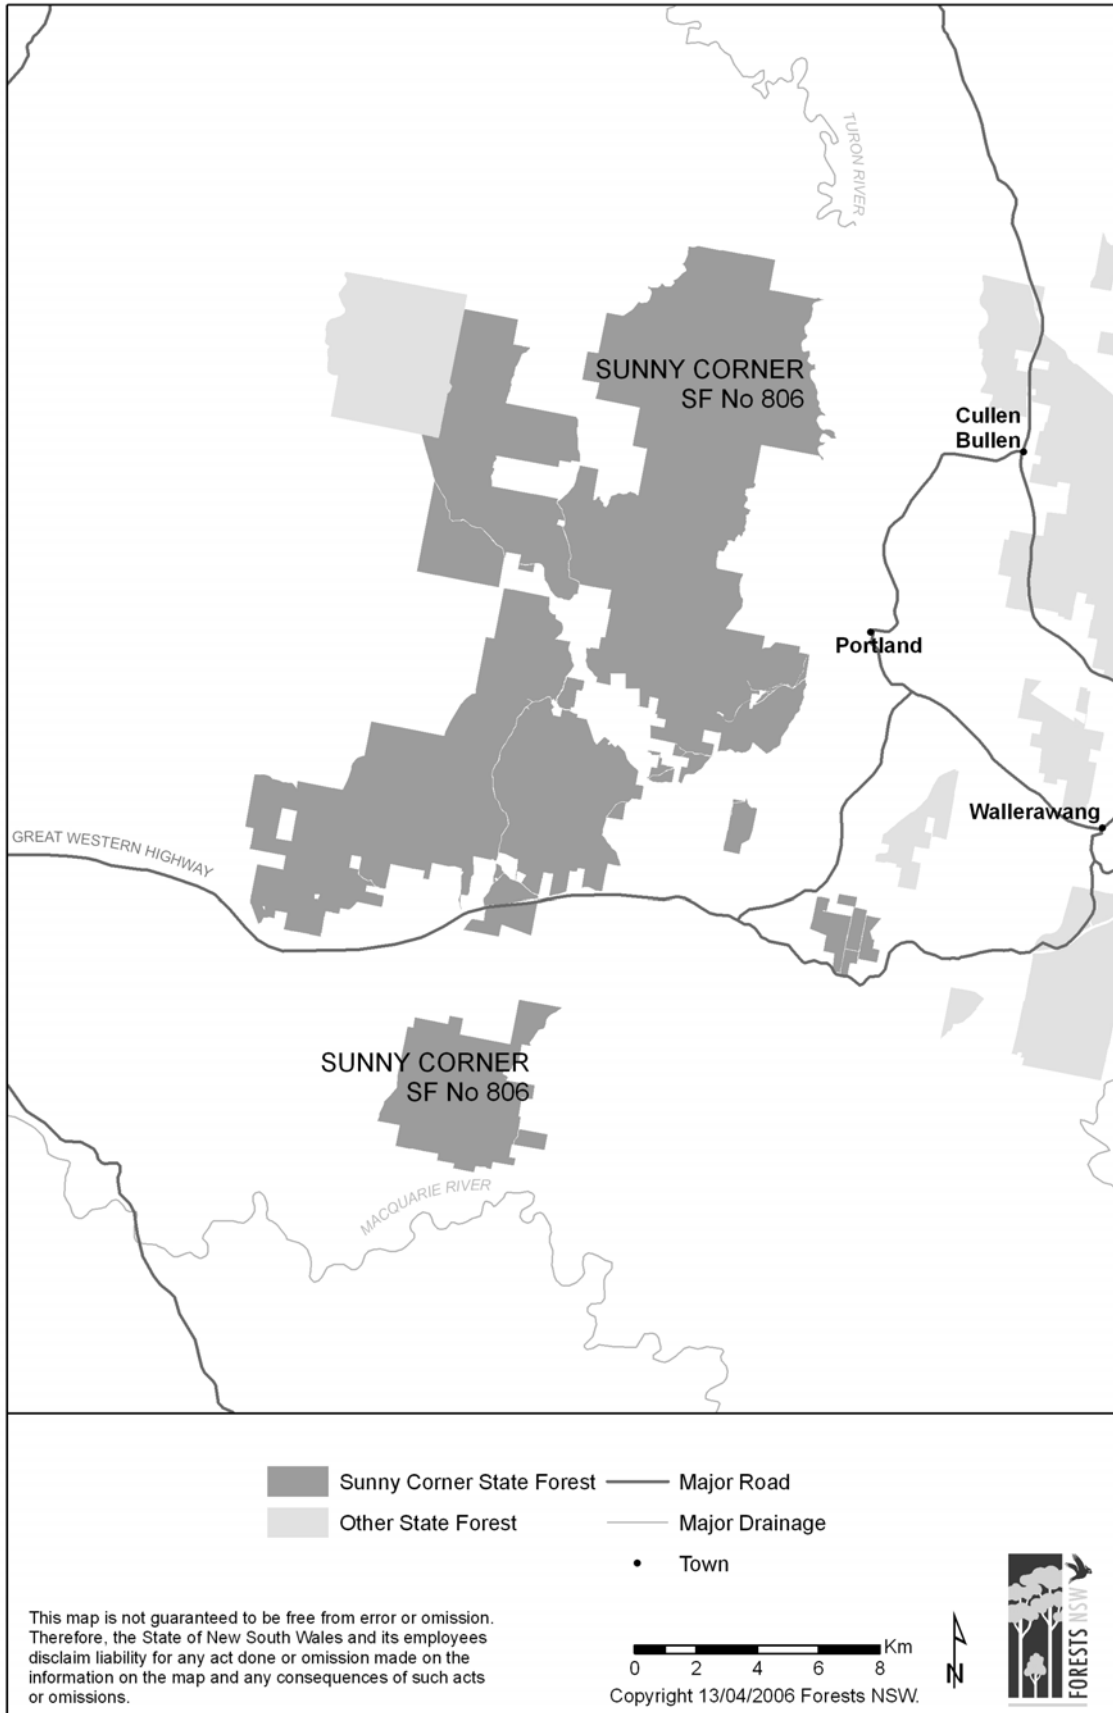 TURON RIVER
SUNNY CORNER
SF No 806
Cullen
Bullen
Portland
Wallerawang
GREAT WESTERN HIGHWAY
SUNNY CORNER
SF No 806
MACQUARIE RIVER
Sunny Corner State Forest
Major Road
Other State Forest
Major Drainage
Town
This map is not guaranteed to be free from error or omission.
Therefore, the State of New South Wales and its employees
disclaim liability for any act done or omission made on the
information on the map and any consequences of such acts
or omissions.
Km
0 2 4 6 8
Copyright 13/04/2006 Forests NSW.
N
FORESTS NSW